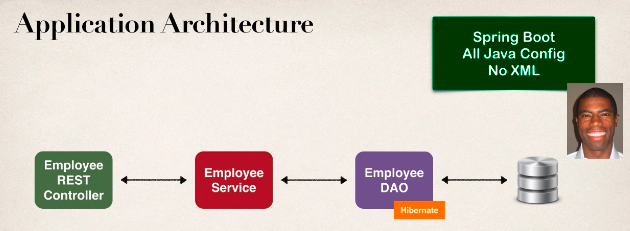 Application Architecture
Spring Boot
All Java Config
No XML
Employee
REST
Controller
Employee
Service
Employee
DAO
Hibernate